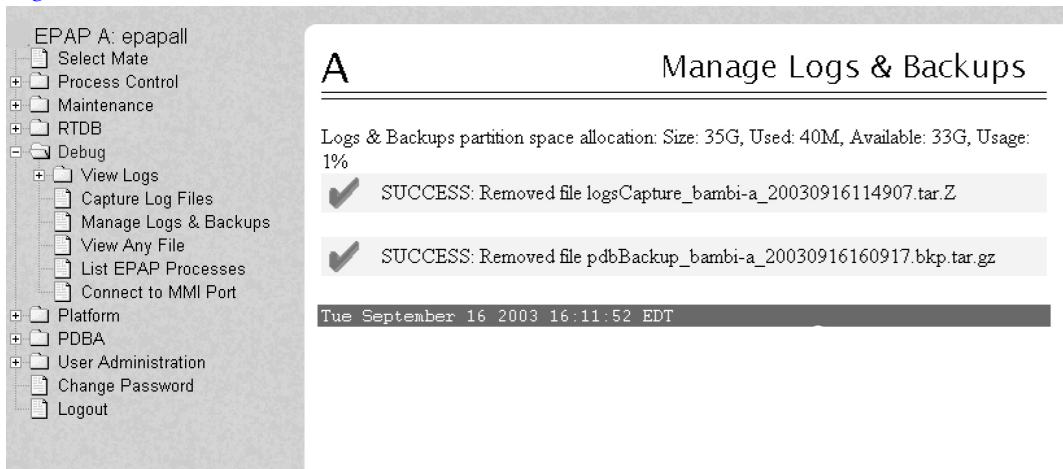 EPAP A: epapall
Select Mate
Process Control
Maintenance
RTDB
Debug
View Logs
Capture Log Files
Manage Logs & Backups
View Any File
List EPAP Processes
Connect to MMI Port
Platform
PDBA
User Administration
Change Password
Logout
A
Manage Logs & Backups
Logs & Backups partition space allocation: Size: 35G, Used: 40M, Available: 33G, Usage:
1%
SUCCESS: Removed file logsCapture_bambi-a_20030916114907.tar.Z
SUCCESS: Removed file pdbBackup_bambi-a_20030916160917.bkp.tar.gz
Tue September 16 2003 16:11:52 EDT